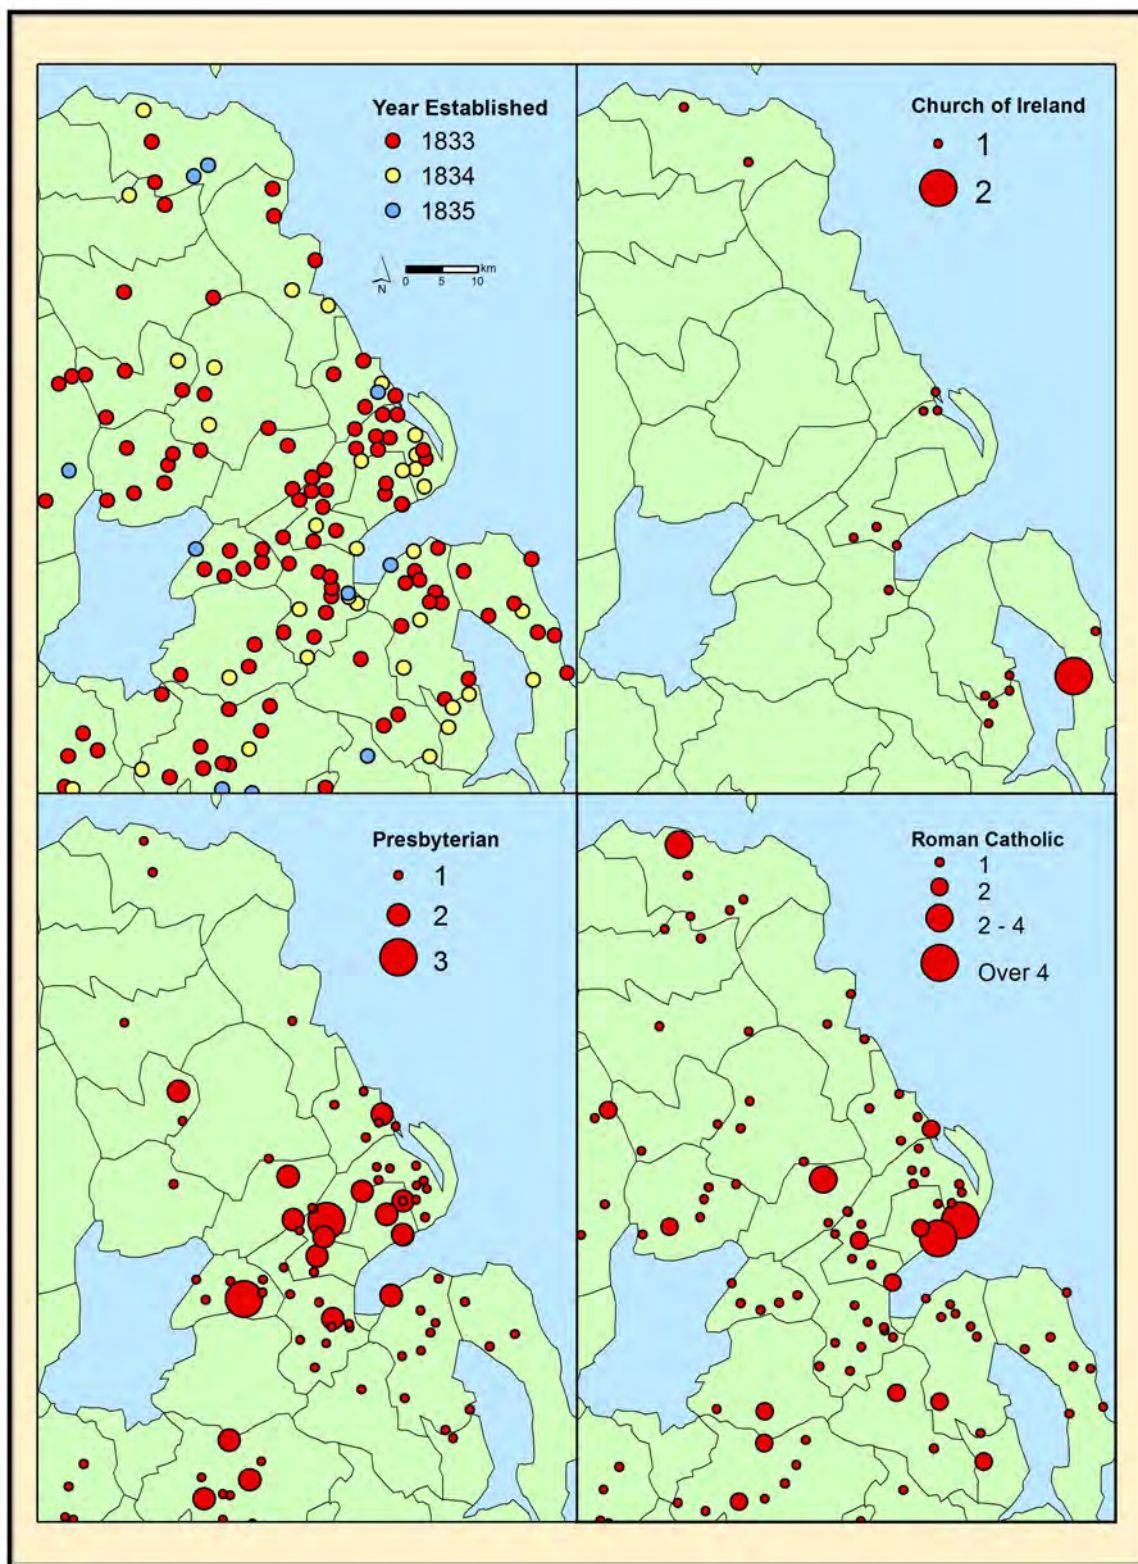 Year Established
1833
1834
1835
km
N
0 5 10
Church of Ireland
1
2
Presbyterian
1
2
3
Roman Catholic
1
2
2 - 4
Over 4